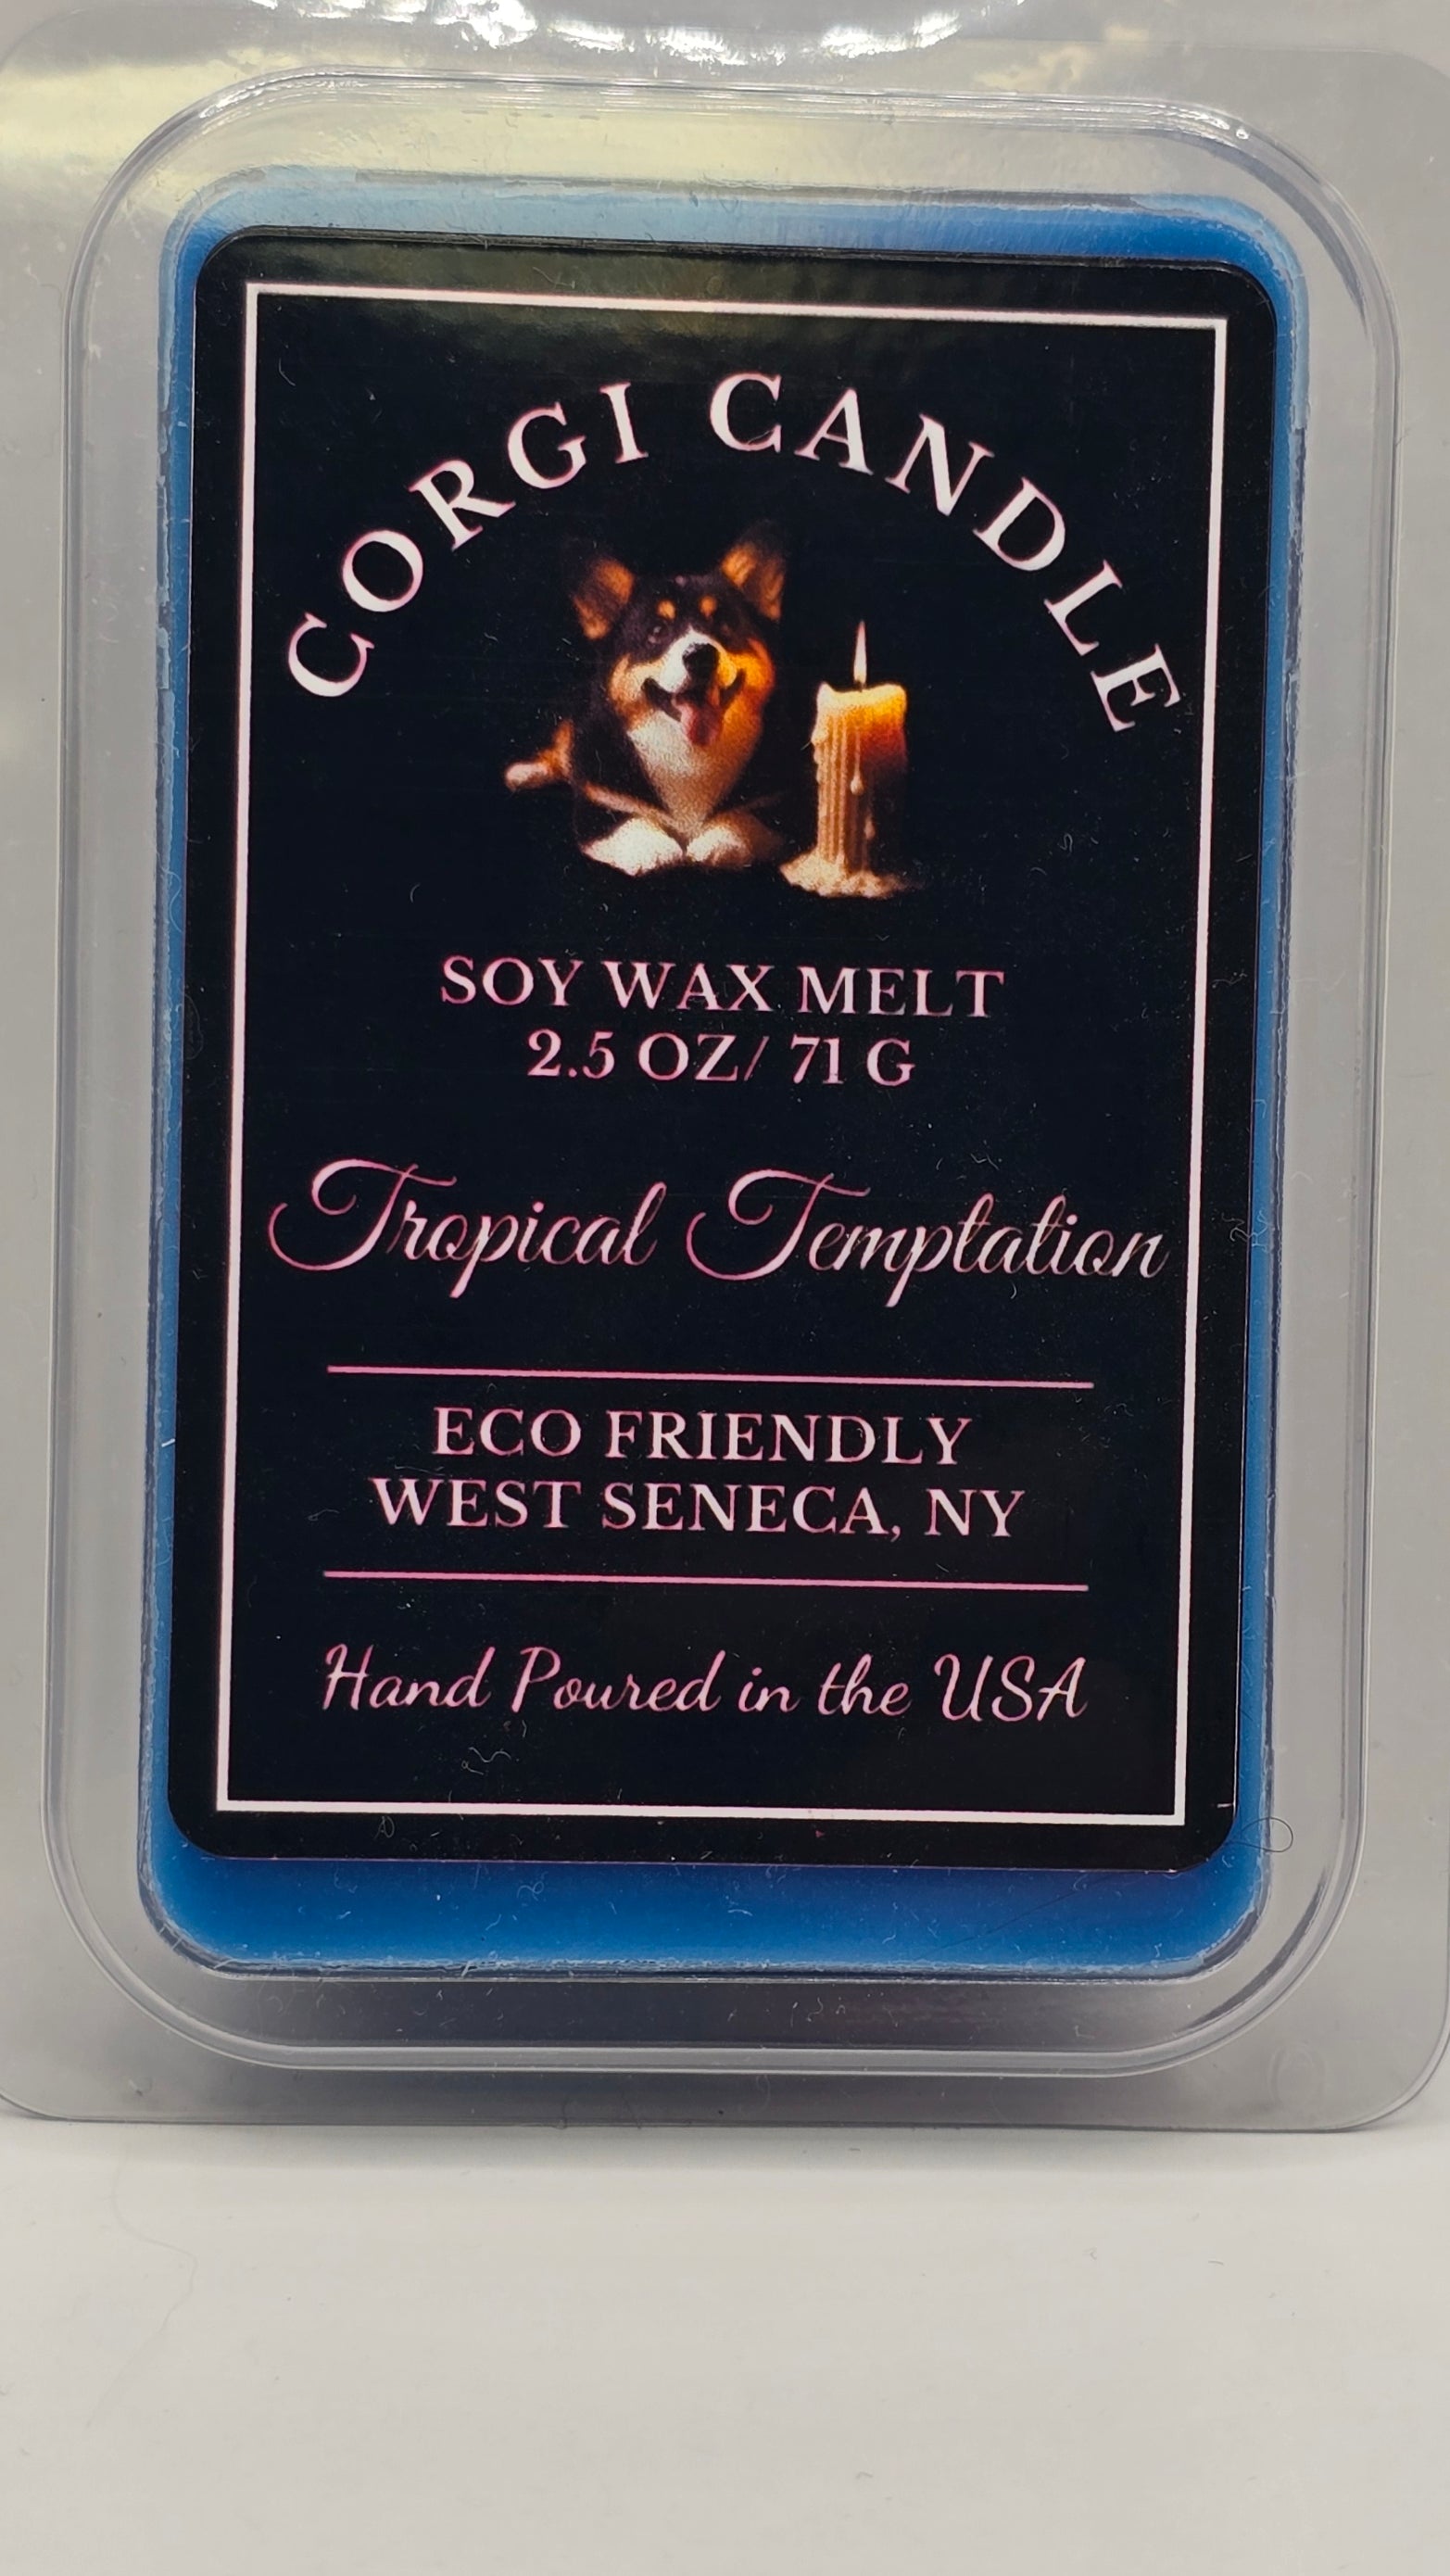 CORGI CANDLE
SOY WAX MELT
2.5 OZ/ 71 G
Tropical Temptation
ECO FRIENDLY
WEST SENECA, NY
Hand Poured in the USA